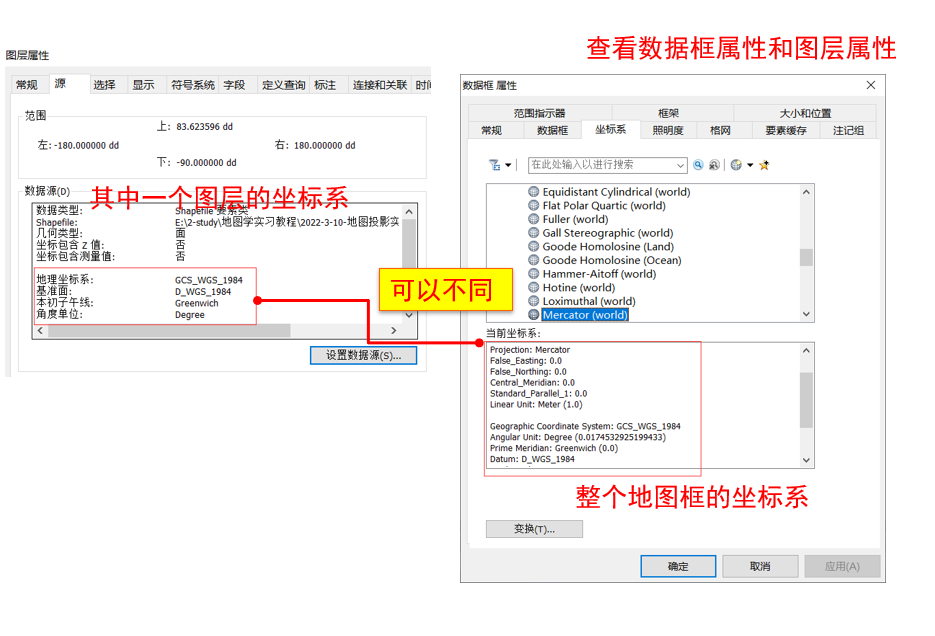 查看数据框属性和图层属性
图层属性
常规 源 选择 显示 符号系统 字段 定义查询 标注 连接和关联 时间
范围
上: 83.623596 dd
左: -180.000000 dd 右: 180.000000 dd
下: -90.000000 dd
其中一个图层的坐标系
数据源(D)
数据类型: Shapefile 要素类
Shapefile: E:\2-study\地图学实习教程\2022-3-10-地图投影实
几何类型: 面
坐标包含 Z 值: 否
坐标包含测量值: 否
地理坐标系: GCS_WGS_1984
基准面: D_WGS_1984
本初子午线: Greenwich
角度单位: Degree
设置数据源(S)...
可以不同
数据框 属性
范围指示器 框架 大小和位置
常规 数据框 坐标系 照明度 格网 要素缓存 注记组
在此处输入以进行搜索
Equidistant Cylindrical (world)
Flat Polar Quartic (world)
Fuller (world)
Gall Stereographic (world)
Goode Homolosine (Land)
Goode Homolosine (Ocean)
Hammer-Aitoff (world)
Hotine (world)
Loximuthal (world)
Mercator (world)
当前坐标系:
Projection: Mercator
False_Easting: 0.0
False_Northing: 0.0
Central_Meridian: 0.0
Standard_Parallel_1: 0.0
Linear Unit: Meter (1.0)
Geographic Coordinate System: GCS_WGS_1984
Angular Unit: Degree (0.0174532925199433)
Prime Meridian: Greenwich (0.0)
Datum: D_WGS_1984
整个地图框的坐标系
变换(T)...
确定 取消 应用(A)